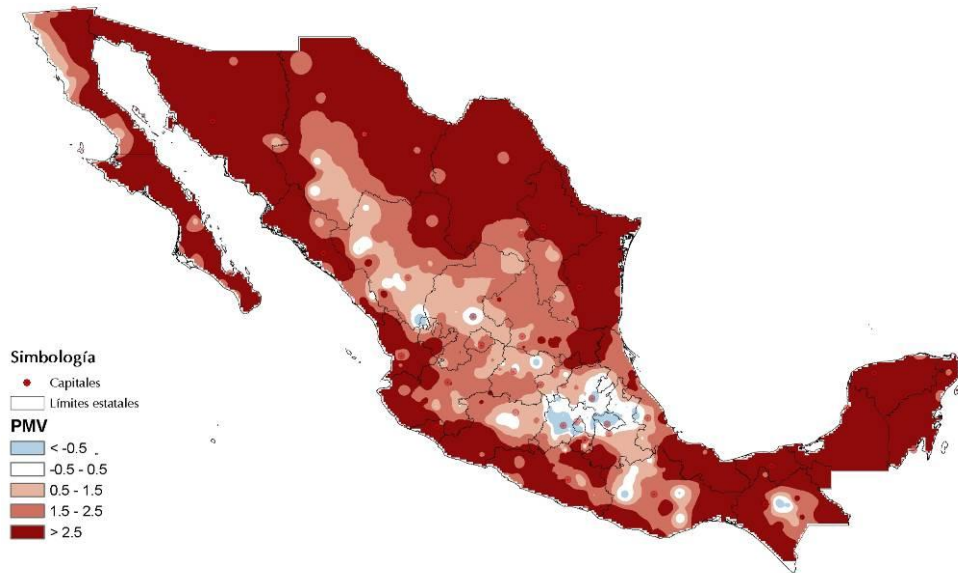 Simbología
Capitales
Límites estatales
PMV
< -0.5
-0.5 - 0.5
0.5 - 1.5
1.5 - 2.5
> 2.5